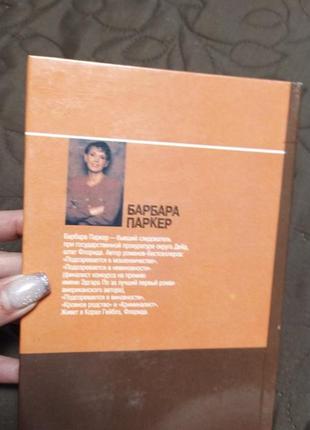 БАРБАРА
ПАРКЕР
Барбара Паркер — бывший следователь
при государственной прокуратуре округа Дейд,
штат Флорида. Автор романов-бестселлеров:
«Подозревается в мошенничестве»,
«Подозревается в невиновности»
(финалист конкурса на премию
имени Эдгара По за лучший первый роман
американского автора),
«Подозревается в виновности»,
«Кровное родство» и «Криминалист».
Живет в Корал Гейблз, Флорида.